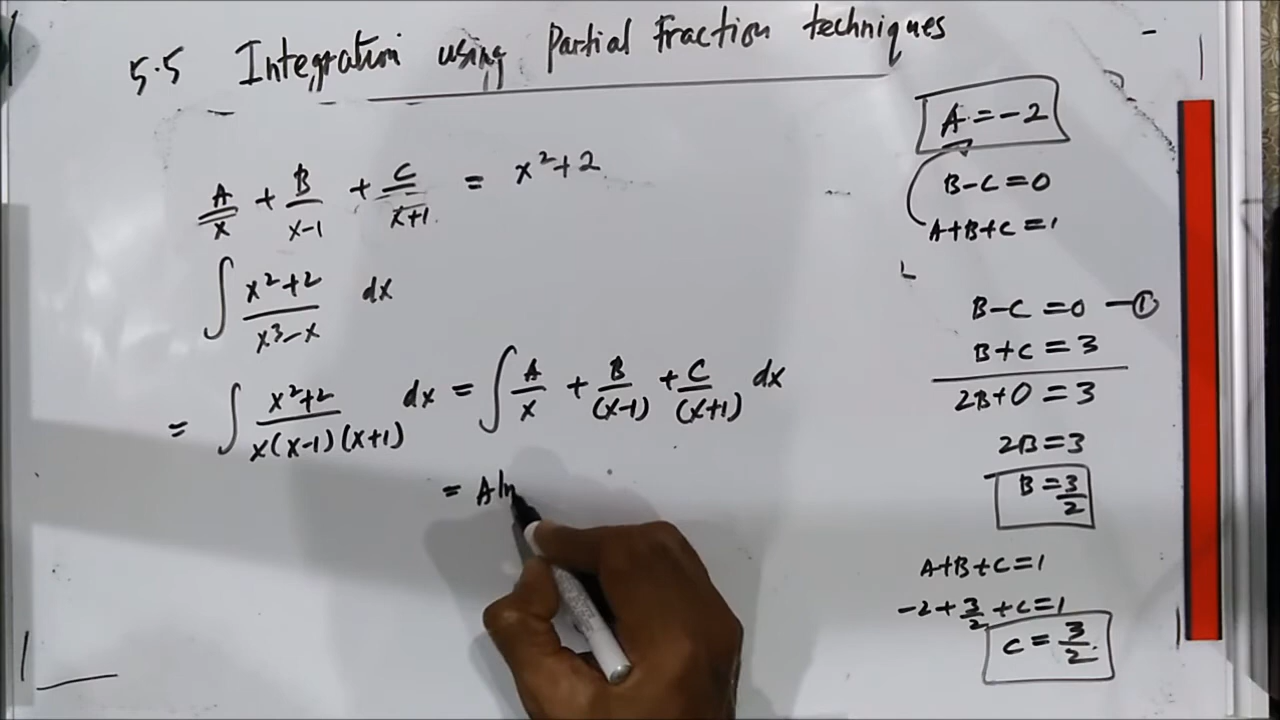 5.5 Integration using Partial Fraction techniques
A/x + B/x-1 + C/x+1 = x²+2
∫ x²+2/x³-x dx
= ∫ x²+2/x(x-1)(x+1) dx = ∫ A/x + B/(x-1) + C/(x+1) dx
= A ln
A = -2
B-C=0
A+B+C=1
B-C=0 —①
B+C=3
2B+0=3
2B=3
B=3/2
A+B+C=1
-2+3/2+C=1
C=3/2